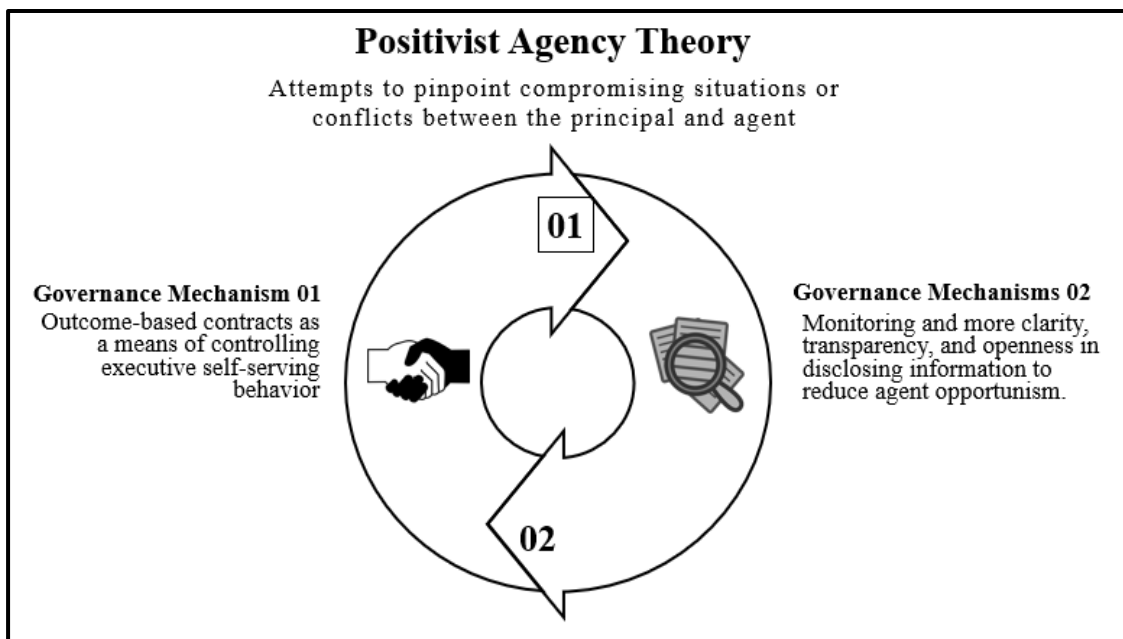 Positivist Agency Theory
Attempts to pinpoint compromising situations or
conflicts between the principal and agent
01
Governance Mechanism 01
Outcome-based contracts as
a means of controlling
executive self-serving
behavior
Governance Mechanisms 02
Monitoring and more clarity,
transparency, and openness in
disclosing information to
reduce agent opportunism.
02